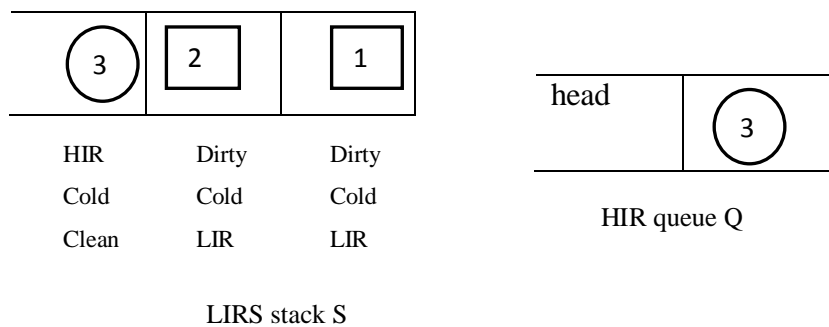 3 2 1
head
3
HIR Dirty Dirty
Cold Cold Cold
Clean LIR LIR
HIR queue Q
LIRS stack S